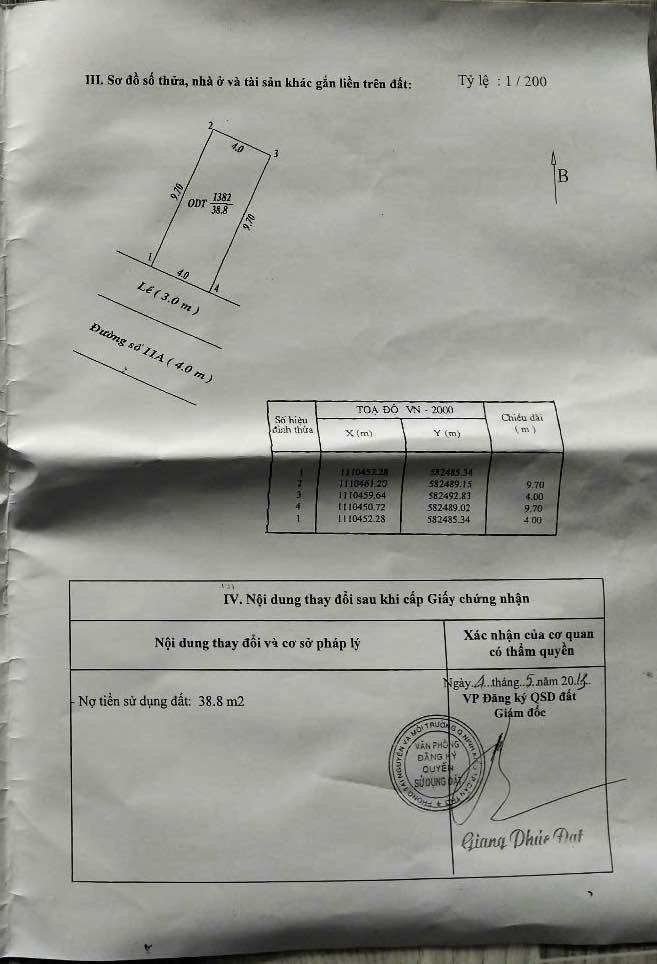 III. Sơ đồ số thửa, nhà ở và tài sản khác gắn liền trên đất: Tỷ lệ : 1 / 200
2
4.0
3
B
9.70
ODT 1382
38.8
9.70
1
4.0
4
Lề ( 3.0 m )
Đường số 11A ( 4.0 m )
Số hiệu đỉnh thửa
TOẠ ĐỘ VN - 2000
Chiều dài ( m )
X (m) Y (m)
1 1110452.28 582485.34
2 1110461.20 582489.15 9.70
3 1110459.64 582492.83 4.00
4 1110450.72 582489.02 9.70
1 1110452.28 582485.34 4.00
IV. Nội dung thay đổi sau khi cấp Giấy chứng nhận
Nội dung thay đổi và cơ sở pháp lý
Xác nhận của cơ quan
có thẩm quyền
- Nợ tiền sử dụng đất: 38.8 m2
Ngày..4..tháng..5..năm 20
VP Đăng ký QSD đất
Giám đốc
VĂN PHÒNG
ĐĂNG KÝ
QUYỀN
SỬ DỤNG ĐẤT
Giang Phúc Đạt